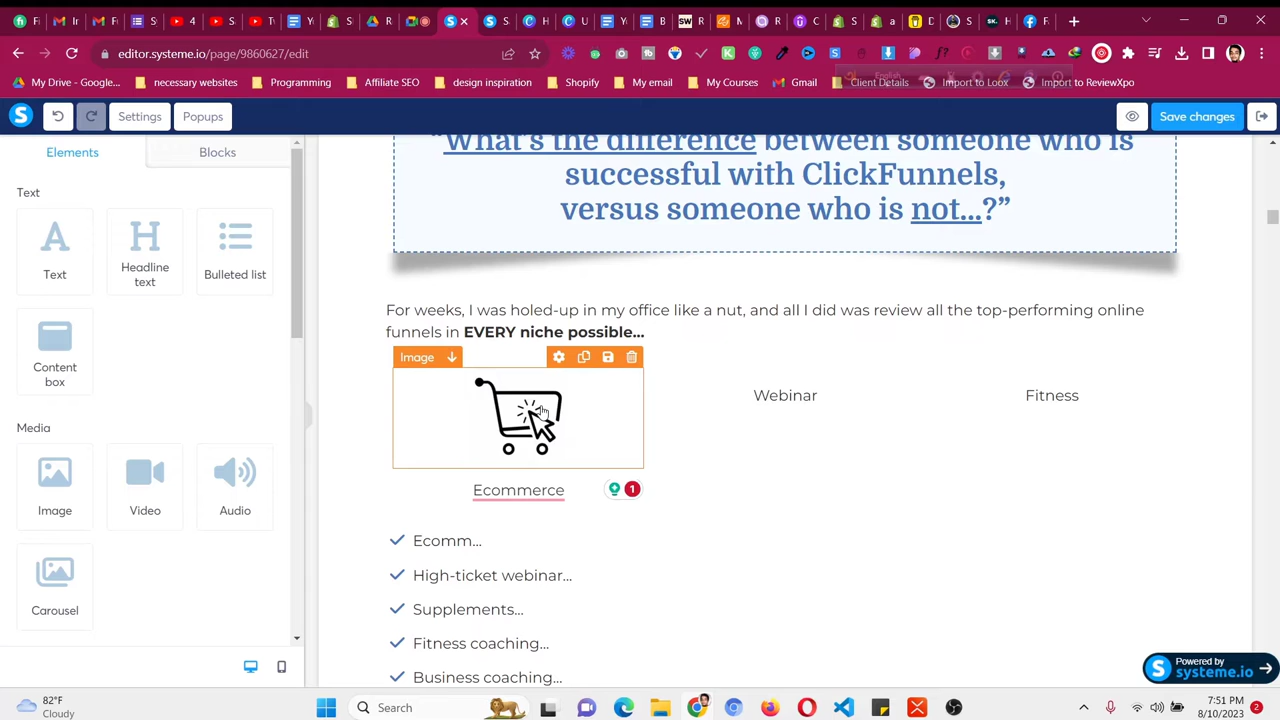 editor.systeme.io/page/9860627/edit
My Drive - Google...
necessary websites
Programming
Affiliate SEO
design inspiration
Shopify
My email
My Courses
Gmail
Client Details
Import to Lobx
Import to ReviewXpo
English
Settings
Popups
Save changes
Elements
Blocks
Text
Text
Headline
text
Bulleted list
Content
box
Media
Image
Video
Audio
Carousel
"What's the difference between someone who is
successful with ClickFunnels,
versus someone who is not...?”
For weeks, I was holed-up in my office like a nut, and all I did was review all the top-performing online
funnels in EVERY niche possible...
Image
Ecommerce
1
Webinar
Fitness
Ecomm...
High-ticket webinar...
Supplements...
Fitness coaching...
Business coaching...
Powered by
systeme.io
82°F
Cloudy
Search
7:51 PM
8/10/2023
2